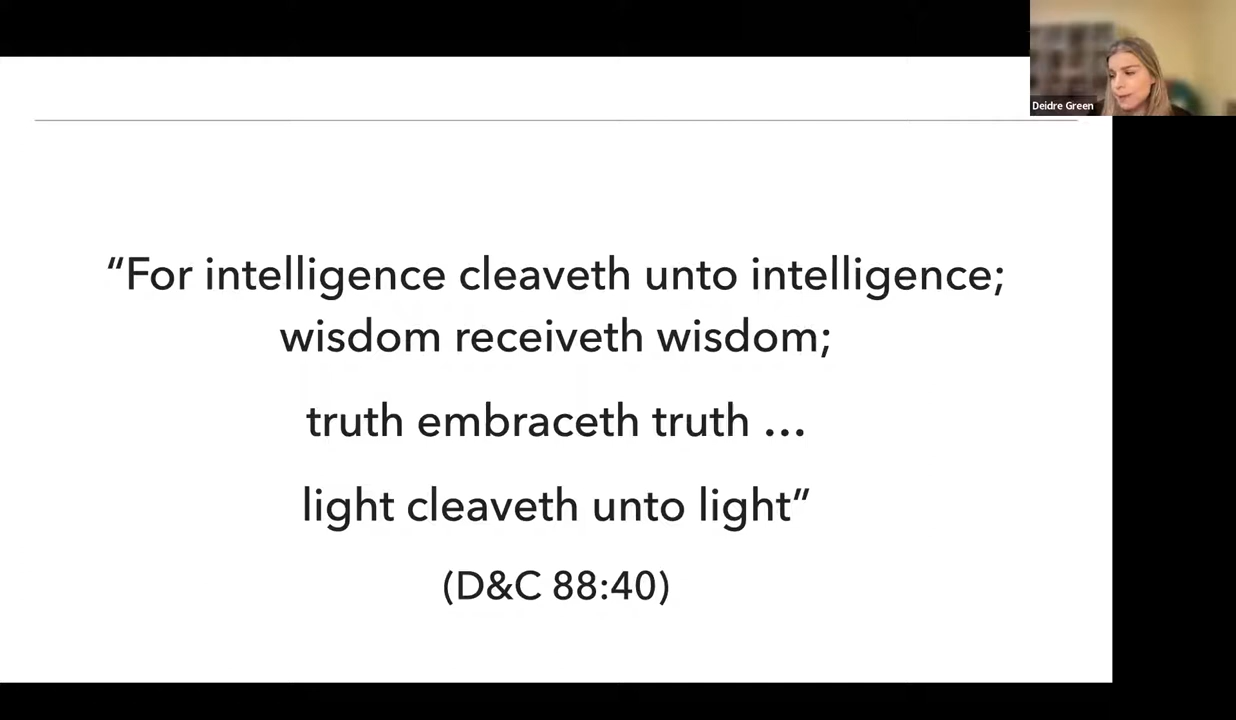 Deidre Green
“For intelligence cleaveth unto intelligence;
wisdom receiveth wisdom;
truth embraceth truth …
light cleaveth unto light”
(D&C 88:40)